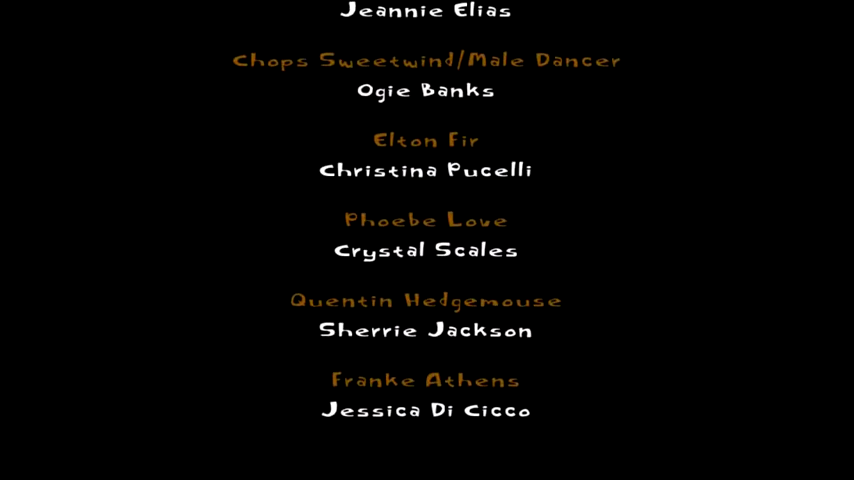 Jeannie Elias
Chops Sweetwind/Male Dancer
Ogie Banks
Elton Fir
Christina Pucelli
Phoebe Love
Crystal Scales
Quentin Hedgemouse
Sherrie Jackson
Franke Athens
Jessica Di Cicco